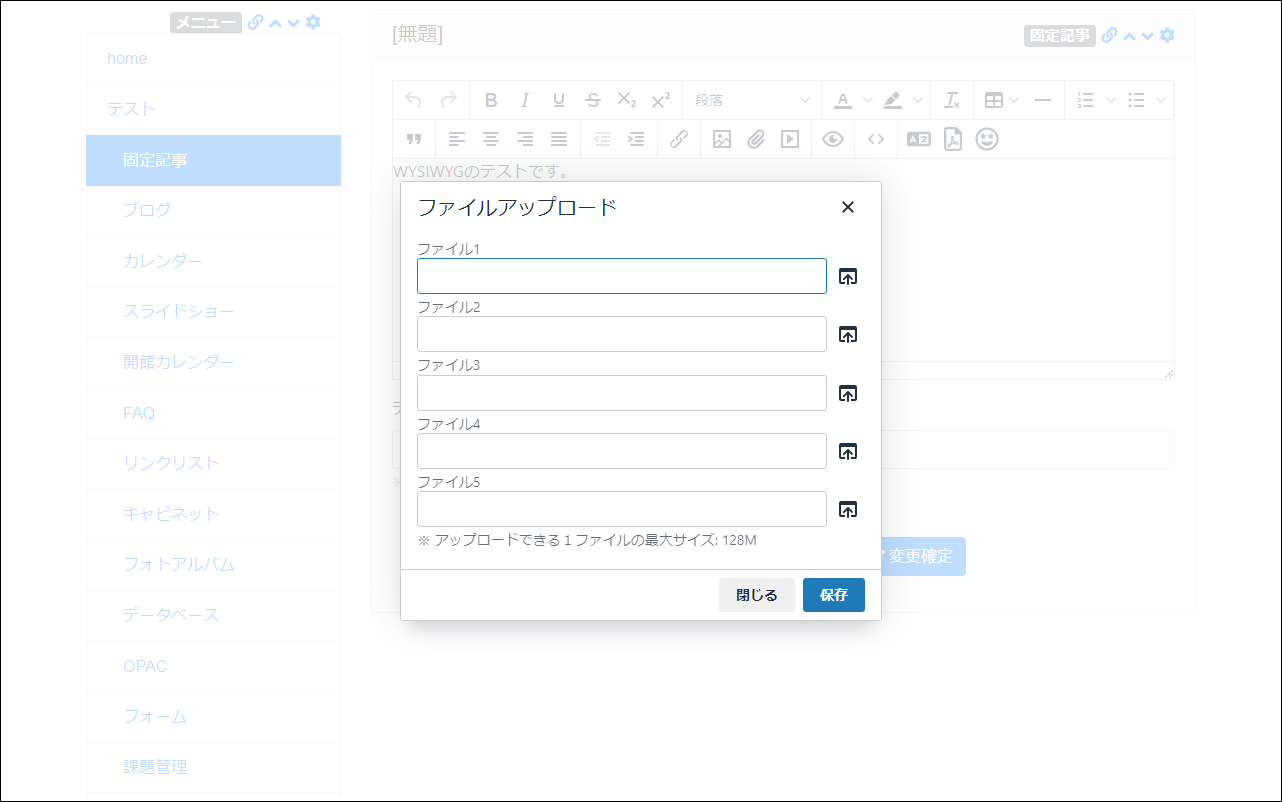 メニュー
home
テスト
固定記事
ブログ
カレンダー
スライドショー
開館カレンダー
FAQ
リンクリスト
キャビネット
フォトアルバム
データベース
OPAC
フォーム
課題管理
[無題]
固定記事
段落
WYSIWYGのテストです。
ファイルアップロード
ファイル1
ファイル2
ファイル3
ファイル4
ファイル5
※ アップロードできる１ファイルの最大サイズ: 128M
閉じる
保存
変更確定